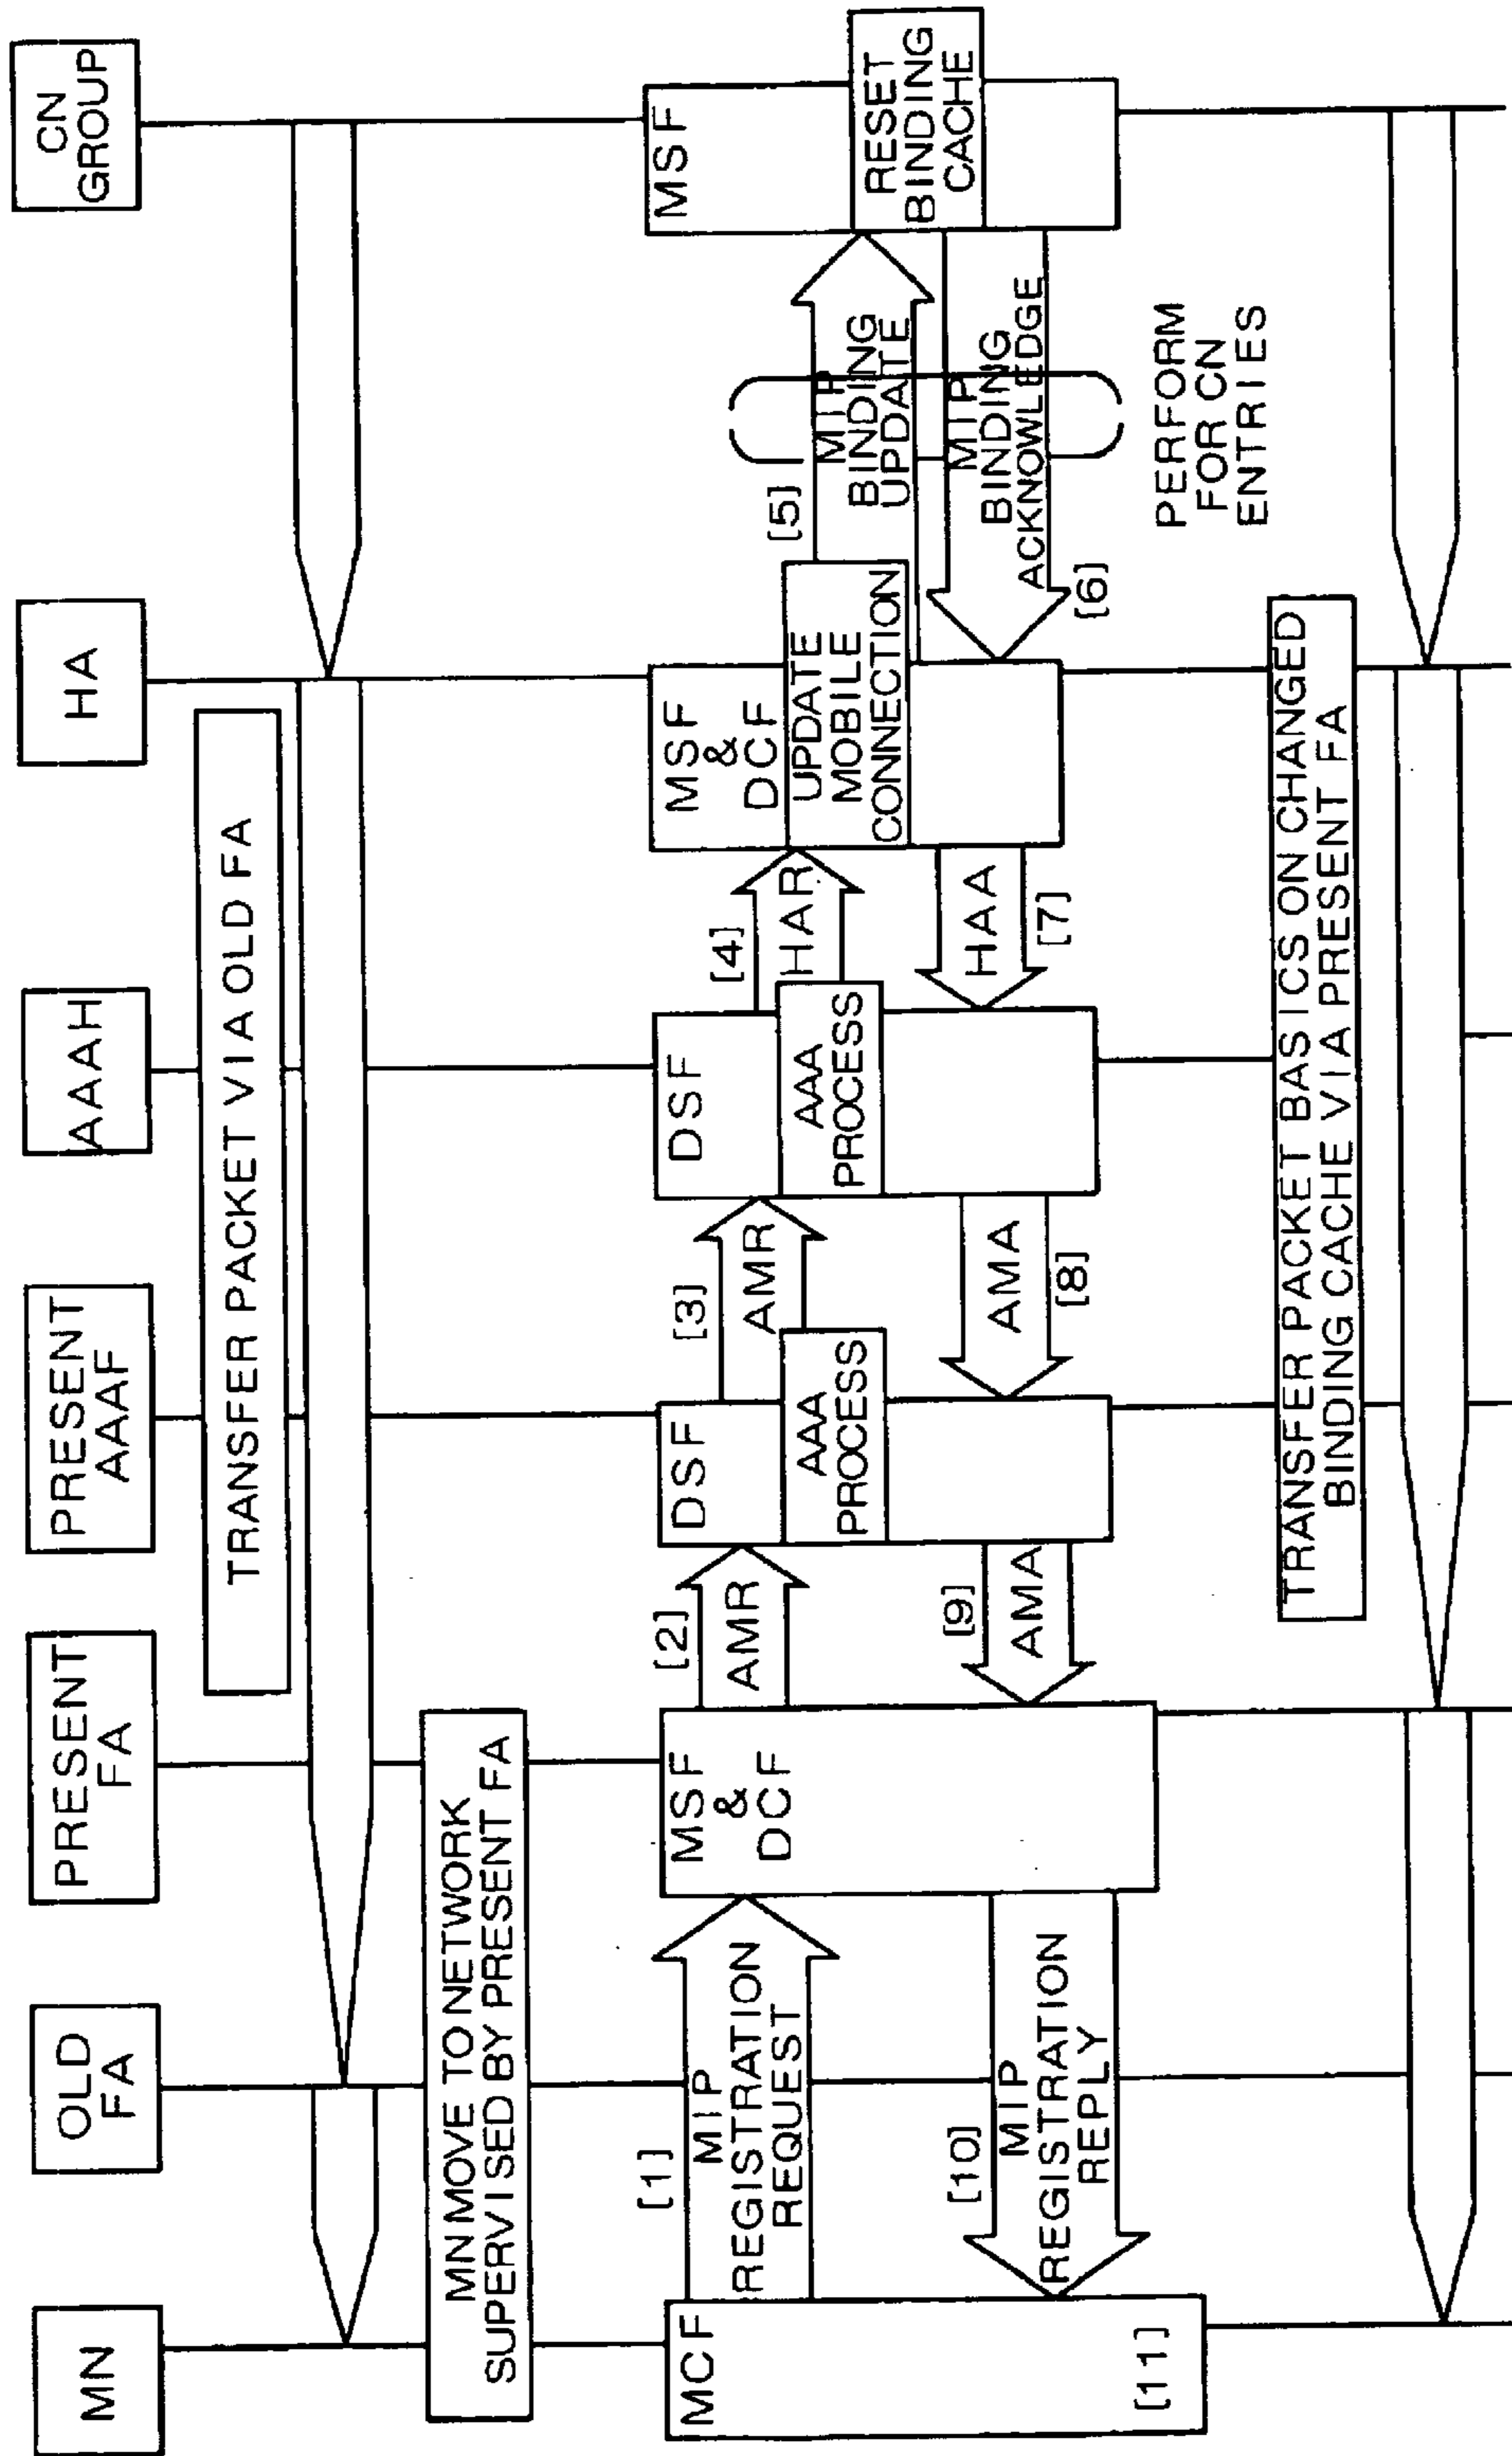 MN
OLD
FA
PRESENT
FA
PRESENT
AAAF
AAAH
HA
CN
GROUP
TRANSFER PACKET VIA OLD FA
MN MOVE TO NETWORK
SUPERVISED BY PRESENT FA
MCF
[1]
MIP
REGISTRATION
REQUEST
MSF
&
DCF
[2]
AMR
DSF
AAA
PROCESS
[3]
AMR
DSF
AAA
PROCESS
[4]
HAR
MSF
&
DCF
UPDATE
MOBILE
CONNECTION
[5]
MIP
BINDING
UPDATE
MSF
RESET
BINDING
CACHE
MIP
BINDING
ACKNOWLEDGE
[6]
PERFORM
FOR CN
ENTRIES
HAA
[7]
AMA
[8]
[9]
AMA
[10]
MIP
REGISTRATION
REPLY
[11]
TRANSFER PACKET BASICS ON CHANGED
BINDING CACHE VIA PRESENT FA